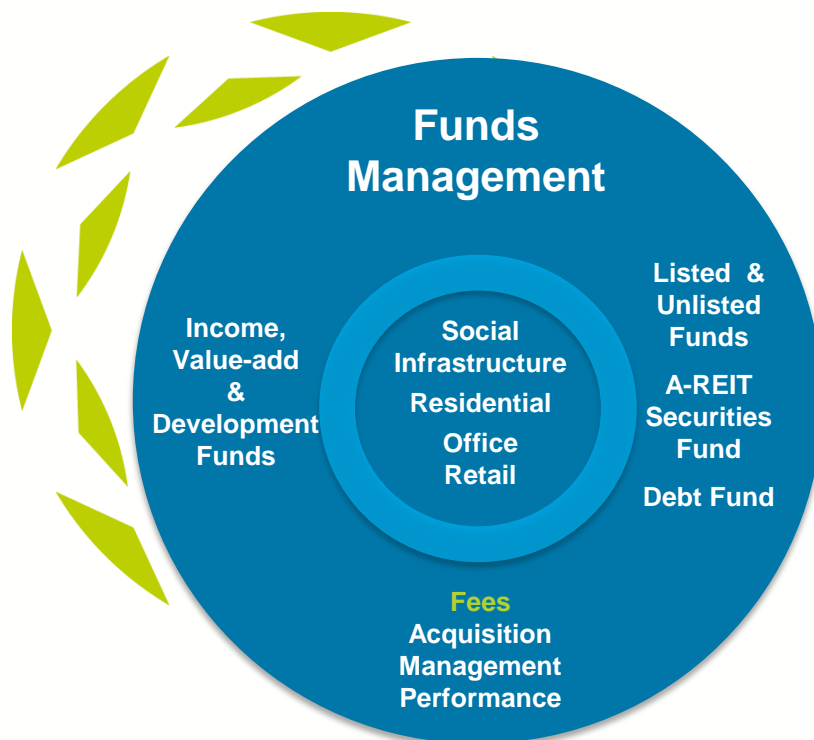 Funds
Management
Income,
Value-add
&
Development
Funds
Social
Infrastructure
Residential
Office
Retail
Listed &
Unlisted
Funds
A-REIT
Securities
Fund
Debt Fund
Fees
Acquisition
Management
Performance